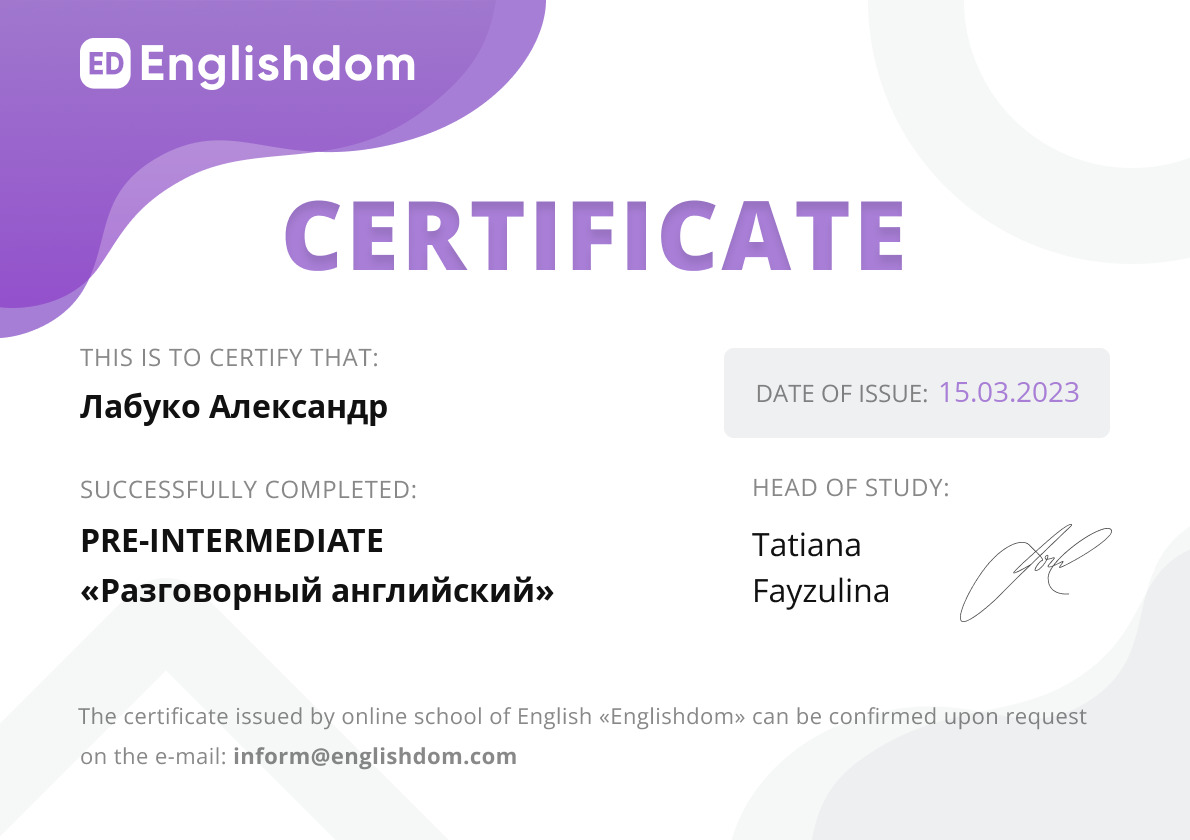 ED Englishdom
CERTIFICATE
THIS IS TO CERTIFY THAT:
Лабуко Александр
DATE OF ISSUE: 15.03.2023
SUCCESSFULLY COMPLETED:
PRE-INTERMEDIATE
«Разговорный английский»
HEAD OF STUDY:
Tatiana
Fayzulina
The certificate issued by online school of English «Englishdom» can be confirmed upon request
on the e-mail: inform@englishdom.com